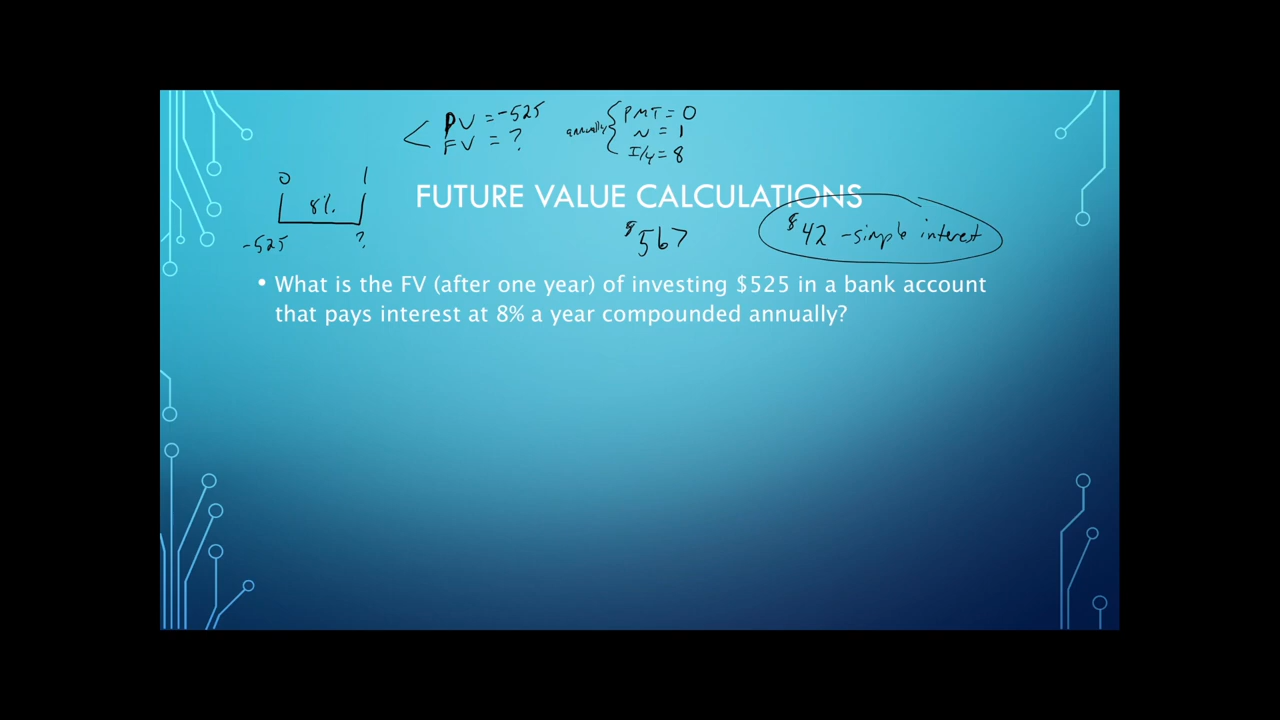 PV = -525
FV = ?
annually
PMT = 0
N = 1
I/y = 8
0 1
8%
-525 ?
FUTURE VALUE CALCULATIONS
$567
$42 - simple interest
• What is the FV (after one year) of investing $525 in a bank account
that pays interest at 8% a year compounded annually?